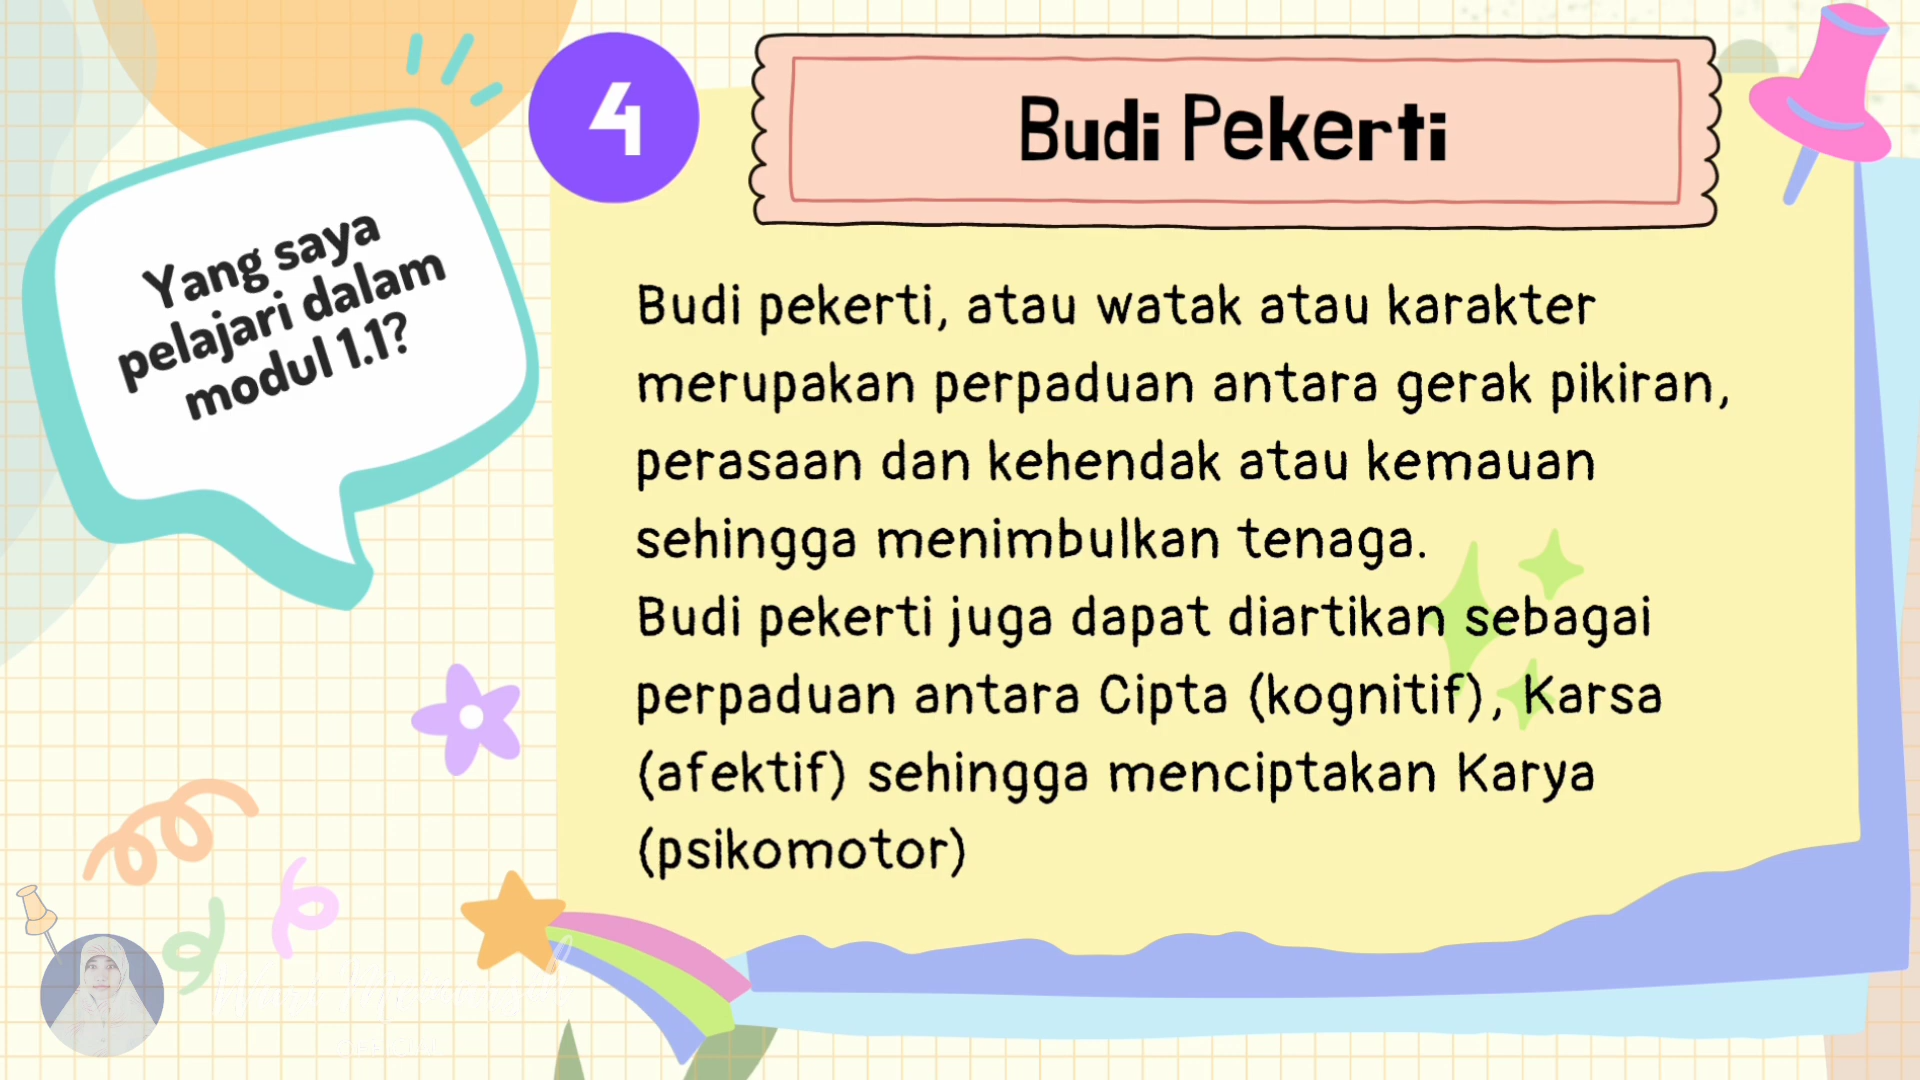 Yang saya
pelajari dalam
modul 1.1?
4
Budi Pekerti
Budi pekerti, atau watak atau karakter
merupakan perpaduan antara gerak pikiran,
perasaan dan kehendak atau kemauan
sehingga menimbulkan tenaga.
Budi pekerti juga dapat diartikan sebagai
perpaduan antara Cipta (kognitif), Karsa
(afektif) sehingga menciptakan Karya
(psikomotor)